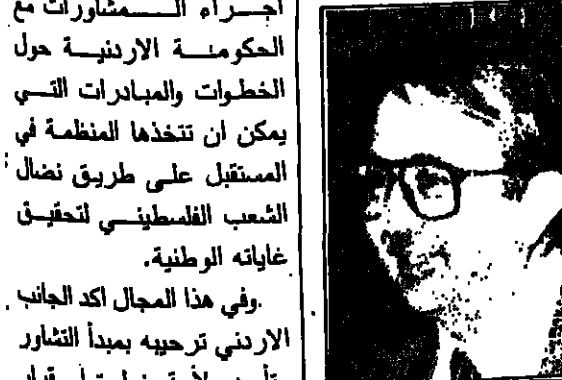 اجراء المشاورات مع
الحكومة الاردنية حول
الخطوات والمبادرات التي
يمكن ان تتخذها المنظمة في
المستقبل على طريق نضال
الشعب الفلسطيني لتحقيق
غاياته الوطنية.
وفي هذا المجال اكد الجانب
الاردني ترحيبه بمبدأ التشاور